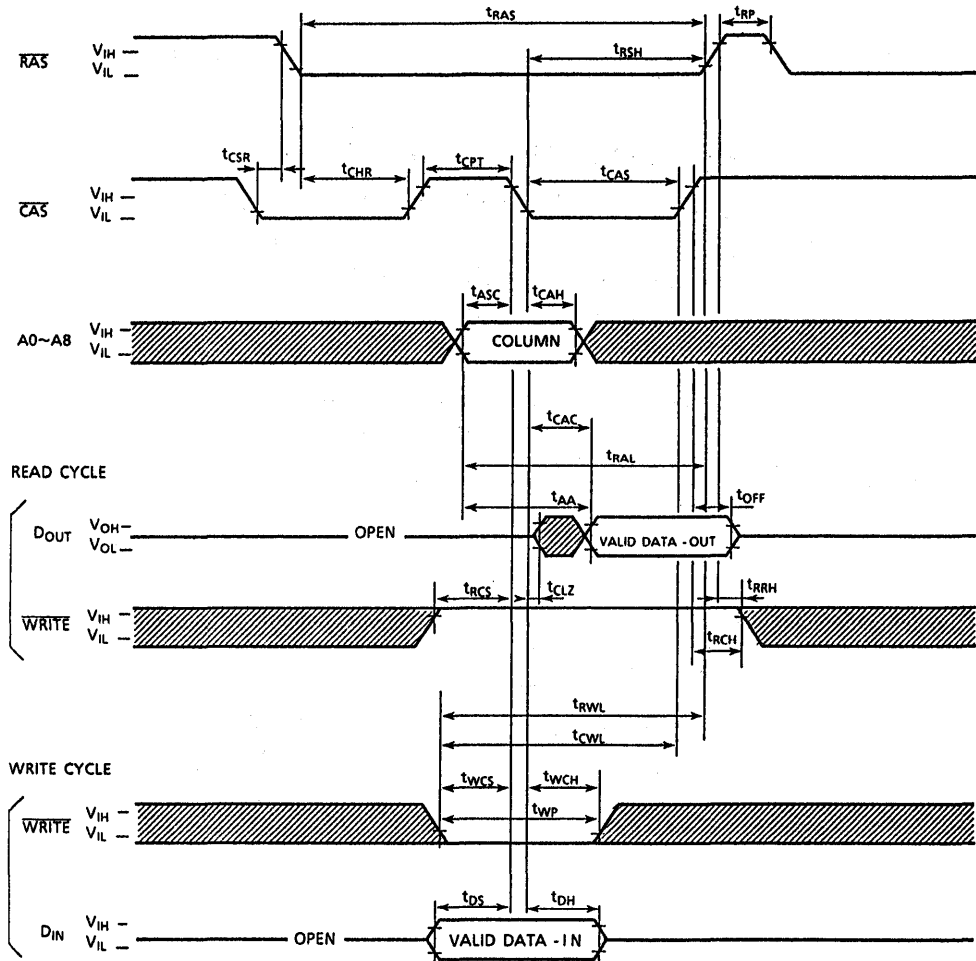 tRAS
tRP
RAS
VIH
VIL
tRSH
tCSR
tCHR
tCPT
tCAS
CAS
VIH
VIL
tASC
tCAH
A0~A8
VIH
VIL
COLUMN
tCAC
tRAL
READ CYCLE
tAA
tOFF
DOUT
VOH
VOL
OPEN
VALID DATA-OUT
tRCS
tCLZ
tRRH
WRITE
VIH
VIL
tRCH
tRWL
tCWL
WRITE CYCLE
tWCS
tWCH
WRITE
VIH
VIL
tWP
tDS
tDH
DIN
VIH
VIL
OPEN
VALID DATA-IN